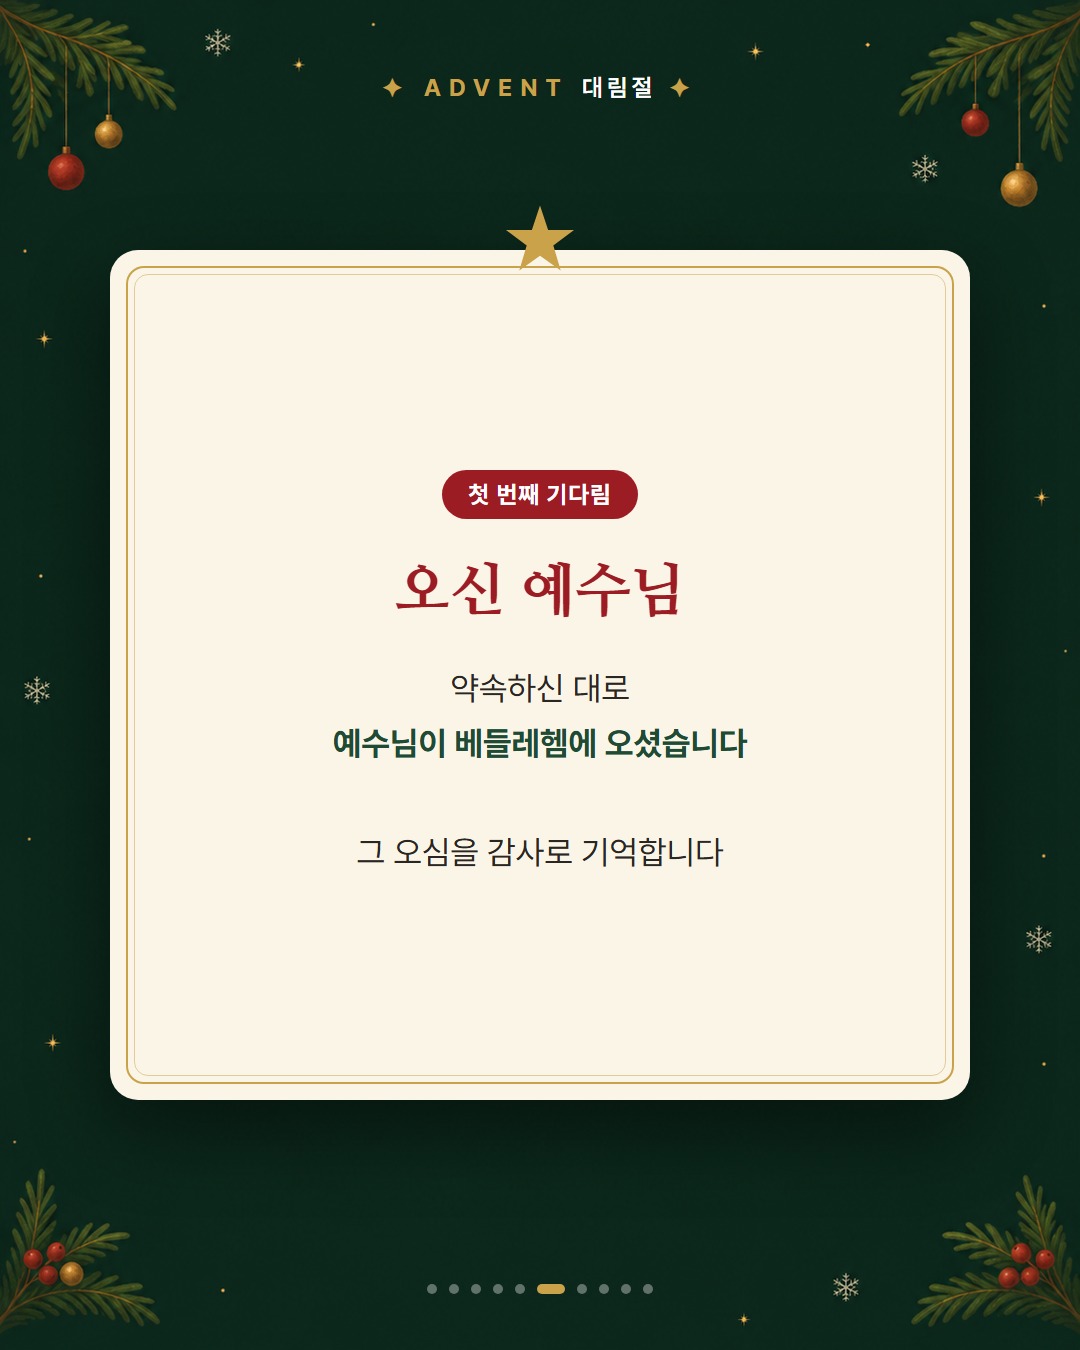 ADVENT 대림절
첫 번째 기다림
오신 예수님
약속하신 대로
예수님이 베들레헴에 오셨습니다
그 오심을 감사로 기억합니다